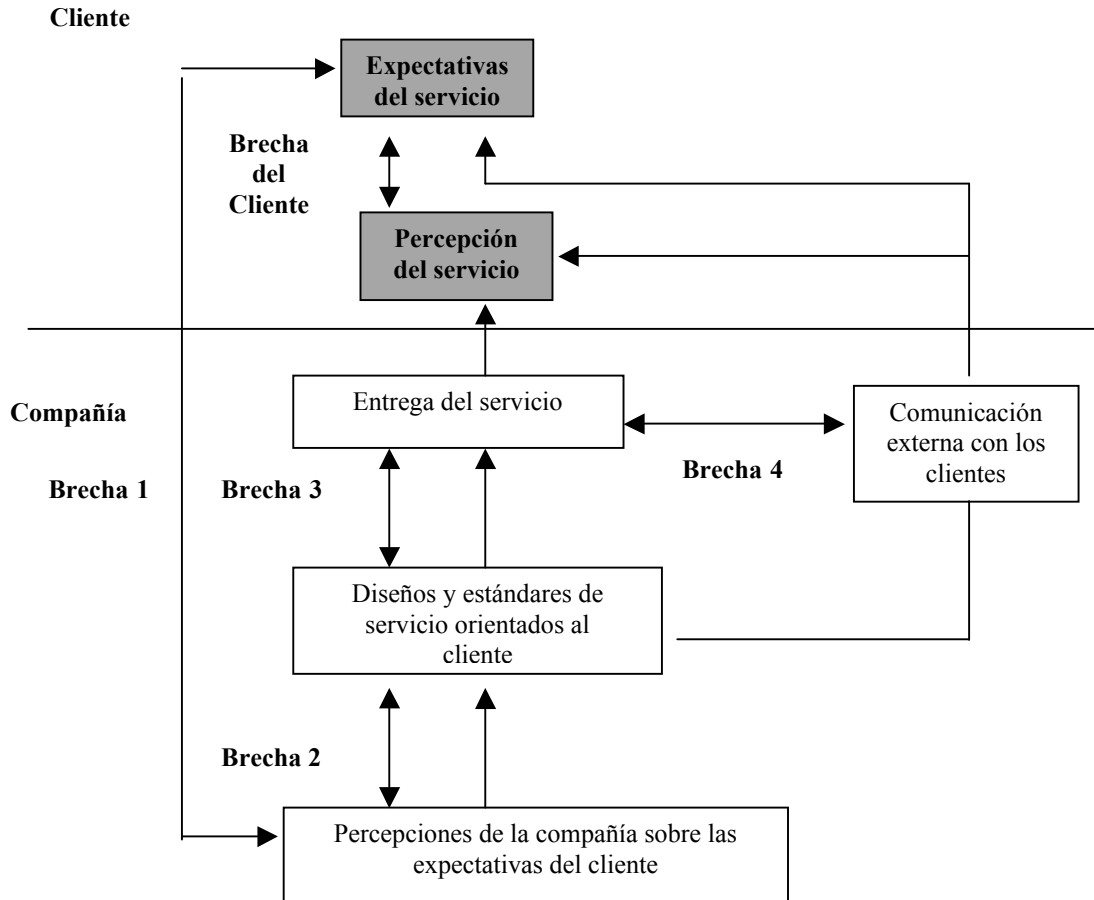 Cliente
Expectativas
del servicio
Brecha
del
Cliente
Percepción
del servicio
Compañía
Entrega del servicio
Comunicación
externa con los
clientes
Brecha 1
Brecha 3
Brecha 4
Diseños y estándares de
servicio orientados al
cliente
Brecha 2
Percepciones de la compañía sobre las
expectativas del cliente